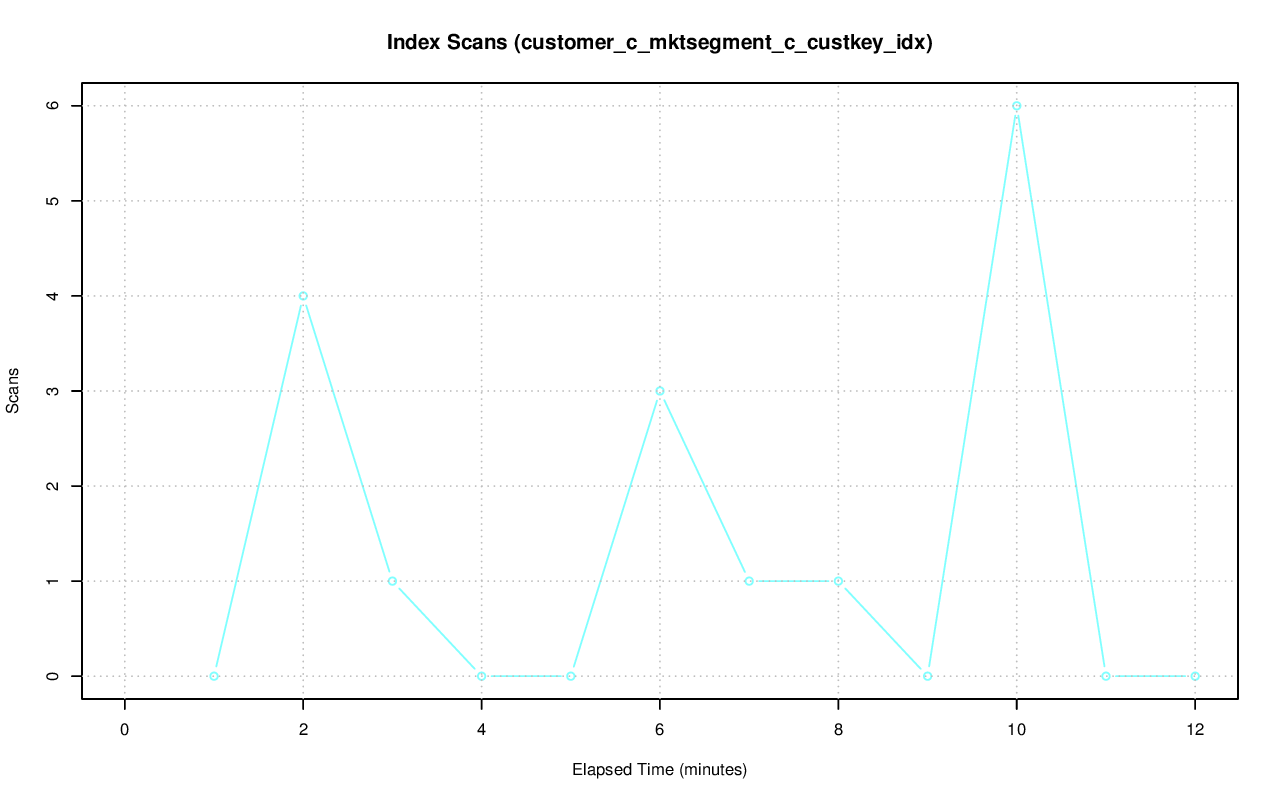 Index Scans (customer_c_mktsegment_c_custkey_idx)
6
5
4
3
2
1
0
Scans
0 2 4 6 8 10 12
Elapsed Time (minutes)